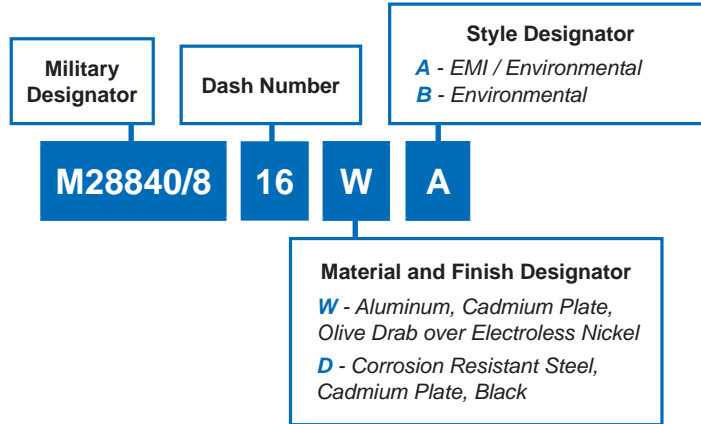 Military
Designator
Dash Number
Style Designator
A - EMI / Environmental
B - Environmental
M28840/8
16
W
A
Material and Finish Designator
W - Aluminum, Cadmium Plate,
Olive Drab over Electroless Nickel
D - Corrosion Resistant Steel,
Cadmium Plate, Black